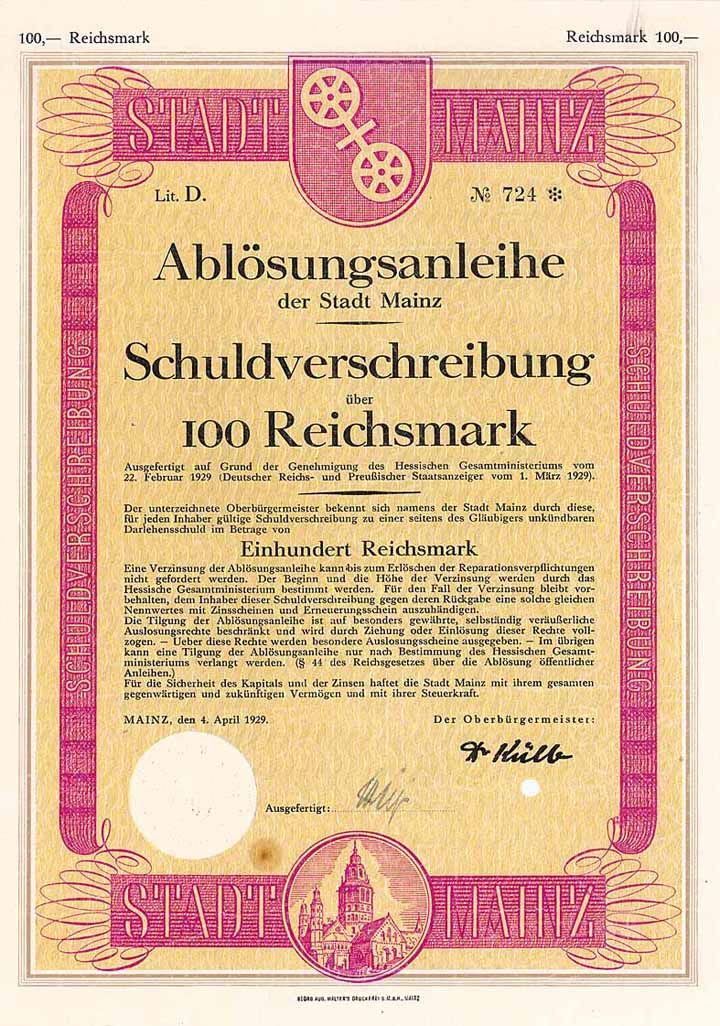 100,— Reichsmark
Reichsmark 100,—
STADT MAINZ
Lit. D.
№ 724 ✻
Ablösungsanleihe
der Stadt Mainz
Schuldverschreibung
über
100 Reichsmark
Ausgefertigt auf Grund der Genehmigung des Hessischen Gesamtministeriums vom
22. Februar 1929 (Deutscher Reichs- und Preußischer Staatsanzeiger vom 1. März 1929).
Der unterzeichnete Oberbürgermeister bekennt sich namens der Stadt Mainz durch diese,
für jeden Inhaber gültige Schuldverschreibung zu einer seitens des Gläubigers unkündbaren
Darlehensschuld im Betrage von
Einhundert Reichsmark
Eine Verzinsung der Ablösungsanleihe kann bis zum Erlöschen der Reparationsverpflichtungen
nicht gefordert werden. Der Beginn und die Höhe der Verzinsung werden durch das
Hessische Gesamtministerium bestimmt werden. Für den Fall der Verzinsung bleibt vor-
behalten, dem Inhaber dieser Schuldverschreibung gegen deren Rückgabe eine solche gleichen
Nennwertes mit Zinsscheinen und Erneuerungsschein auszuhändigen.
Die Tilgung der Ablösungsanleihe ist auf besonders gewährte, selbständig veräußerliche
Auslosungsrechte beschränkt und wird durch Ziehung oder Einlösung dieser Rechte voll-
zogen. — Ueber diese Rechte werden besondere Auslosungsscheine ausgegeben. — Im übrigen
kann eine Tilgung der Ablösungsanleihe nur nach Bestimmung des Hessischen Gesamt-
ministeriums verlangt werden. (§ 44 des Reichsgesetzes über die Ablösung öffentlicher
Anleihen.)
Für die Sicherheit des Kapitals und der Zinsen haftet die Stadt Mainz mit ihrem gesamten
gegenwärtigen und zukünftigen Vermögen und mit ihrer Steuerkraft.
MAINZ, den 4. April 1929.
Der Oberbürgermeister:
Dr Külb
Ausgefertigt:
SCHULDVERSCHREIBUNG
SCHULDVERSCHREIBUNG
STADT MAINZ
GEORG AUG. WALTER'S DRUCKEREI G.M.B.H., MAINZ